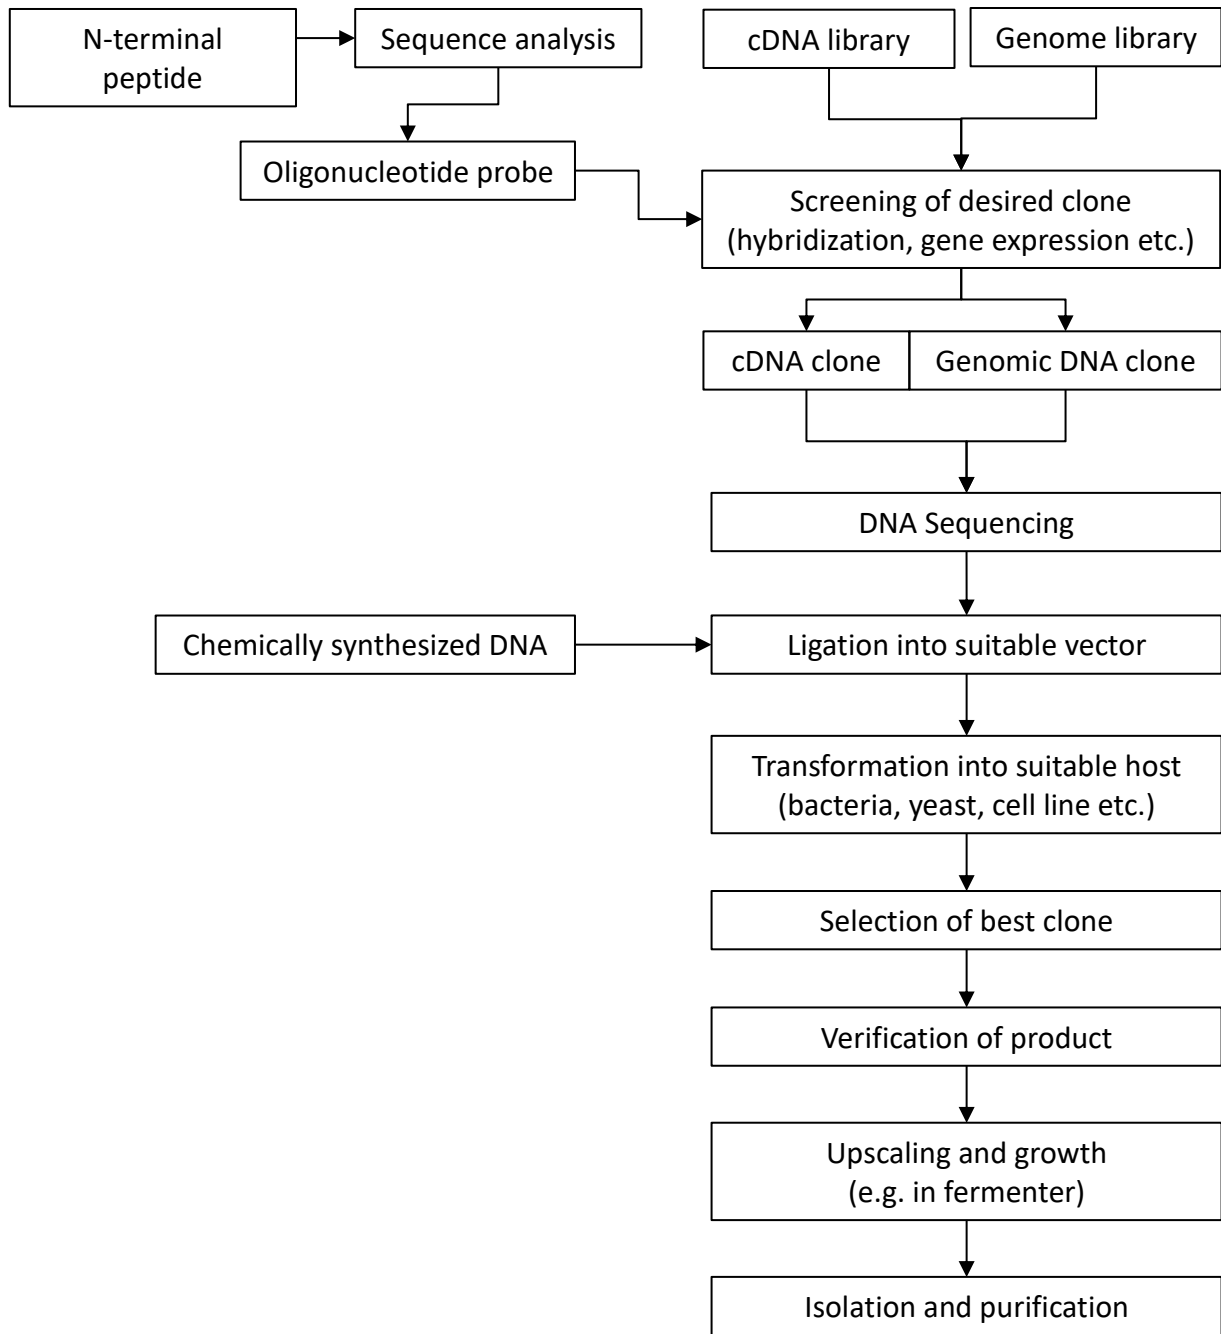 N-terminal
peptide
Sequence analysis
cDNA library
Genome library
Oligonucleotide probe
Screening of desired clone
(hybridization, gene expression etc.)
cDNA clone
Genomic DNA clone
DNA Sequencing
Chemically synthesized DNA
Ligation into suitable vector
Transformation into suitable host
(bacteria, yeast, cell line etc.)
Selection of best clone
Verification of product
Upscaling and growth
(e.g. in fermenter)
Isolation and purification